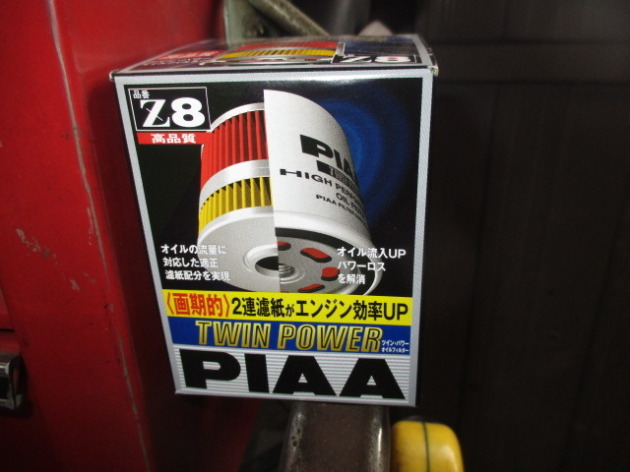 Z8
品番
Z8
高品質
PIAA
HIGH PE
OIL F
PIAA
オイルの流量に
対応した適正
濾紙配分を実現
オイル流入UP
パワーロス
を解消
〈画期的〉2連濾紙がエンジン効率UP
TWIN POWER
ツイン・パワー
オイルフィルター
PIAA